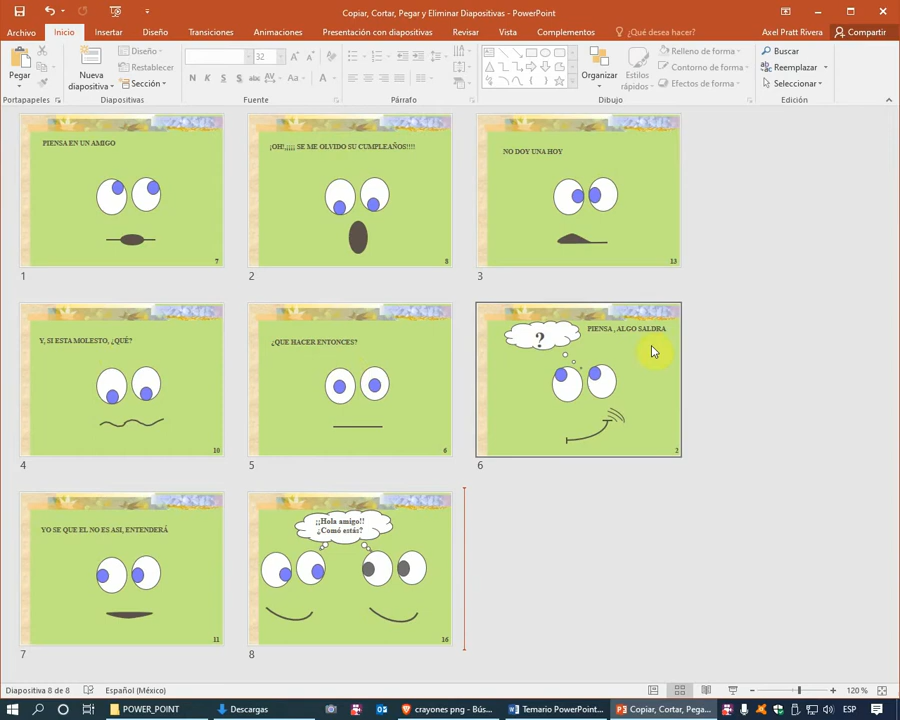 Copiar, Cortar, Pegar y Eliminar Diapositivas - PowerPoint
Archivo Inicio Insertar Diseño Transiciones Animaciones Presentación con diapositivas Revisar Vista Complementos ¿Qué desea hacer? Axel Pratt Rivera Compartir
Pegar
Portapapeles
Nueva diapositiva
Diseño
Restablecer
Sección
Diapositivas
32
N K S S abc AV Aa A
Fuente
Párrafo
Organizar
Estilos rápidos
Relleno de forma
Contorno de forma
Efectos de forma
Dibujo
Buscar
Reemplazar
Seleccionar
Edición
PIENSA EN UN AMIGO
7
1
¡OH!,,¡¡¡¡ SE ME OLVIDO SU CUMPLEAÑOS!!!!
8
2
NO DOY UNA HOY
13
3
Y, SI ESTA MOLESTO, ¿QUÉ?
10
4
¿QUE HACER ENTONCES?
6
5
?
PIENSA , ALGO SALDRA
2
6
YO SE QUE EL NO ES ASI, ENTENDERÁ
11
7
¡¡Hola amigo!!
¿Comó estás?
16
8
Diapositiva 8 de 8 Español (México) 120 %
POWER_POINT Descargas crayones png - Bús... Temario PowerPoint... Copiar, Cortar, Pega... ESP